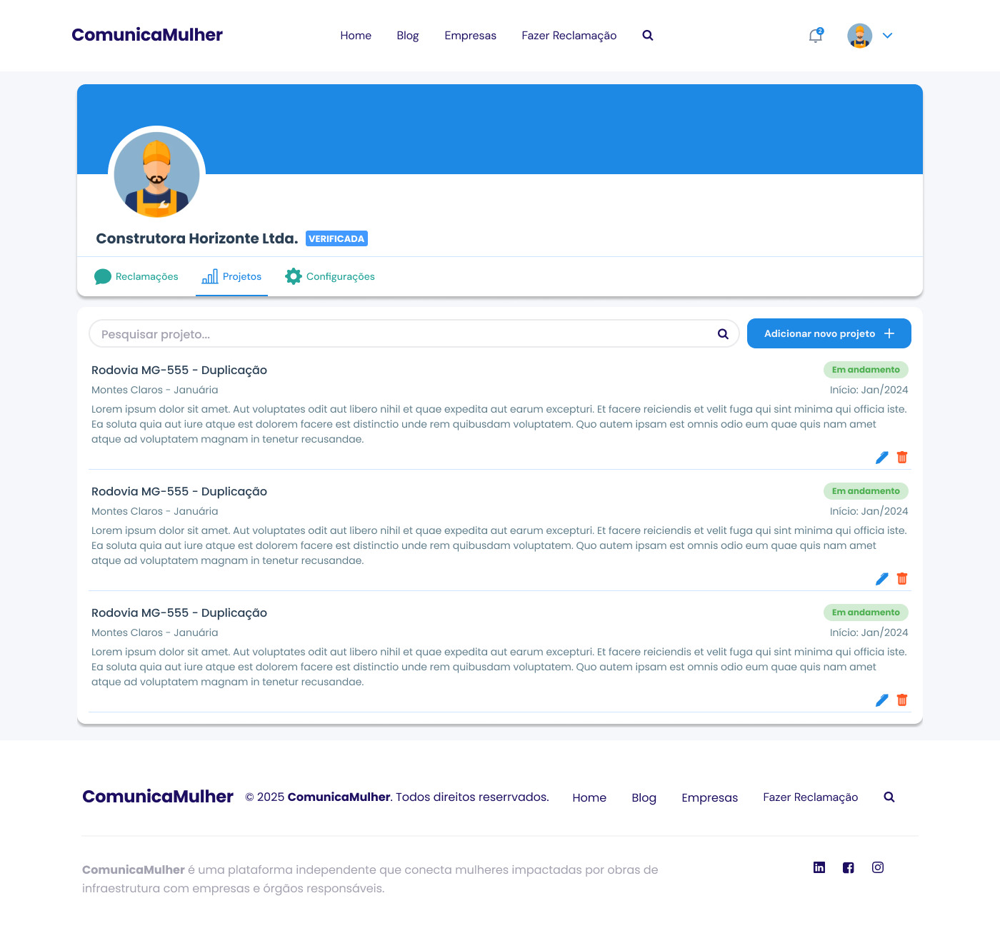 ComunicaMulher Home Blog Empresas Fazer Reclamação 2
Construtora Horizonte Ltda. VERIFICADA
Reclamações Projetos Configurações
Pesquisar projeto... Adicionar novo projeto
Rodovia MG-555 - Duplicação Em andamento
Montes Claros - Januária Início: Jan/2024
Lorem ipsum dolor sit amet. Aut voluptates odit aut libero nihil et quae expedita aut earum excepturi. Et facere reiciendis et velit fuga qui sint minima qui officia iste.
Ea soluta quia aut iure atque est dolorem facere est distinctio unde rem quibusdam voluptatem. Quo autem ipsam est omnis odio eum quae quis nam amet
atque ad voluptatem magnam in tenetur recusandae.
Rodovia MG-555 - Duplicação Em andamento
Montes Claros - Januária Início: Jan/2024
Lorem ipsum dolor sit amet. Aut voluptates odit aut libero nihil et quae expedita aut earum excepturi. Et facere reiciendis et velit fuga qui sint minima qui officia iste.
Ea soluta quia aut iure atque est dolorem facere est distinctio unde rem quibusdam voluptatem. Quo autem ipsam est omnis odio eum quae quis nam amet
atque ad voluptatem magnam in tenetur recusandae.
Rodovia MG-555 - Duplicação Em andamento
Montes Claros - Januária Início: Jan/2024
Lorem ipsum dolor sit amet. Aut voluptates odit aut libero nihil et quae expedita aut earum excepturi. Et facere reiciendis et velit fuga qui sint minima qui officia iste.
Ea soluta quia aut iure atque est dolorem facere est distinctio unde rem quibusdam voluptatem. Quo autem ipsam est omnis odio eum quae quis nam amet
atque ad voluptatem magnam in tenetur recusandae.
ComunicaMulher © 2025 ComunicaMulher. Todos direitos reserrvados. Home Blog Empresas Fazer Reclamação
ComunicaMulher é uma plataforma independente que conecta mulheres impactadas por obras de
infraestrutura com empresas e órgãos responsáveis.